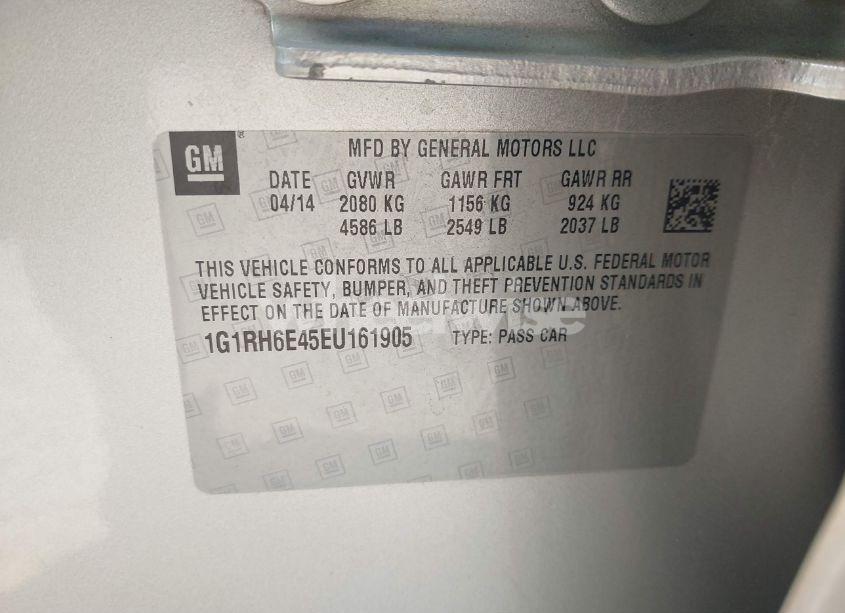 GM
MFD BY GENERAL MOTORS LLC
DATE GVWR GAWR FRT GAWR RR
04/14 2080 KG 1156 KG 924 KG
4586 LB 2549 LB 2037 LB
THIS VEHICLE CONFORMS TO ALL APPLICABLE U.S. FEDERAL MOTOR
VEHICLE SAFETY, BUMPER, AND THEFT PREVENTION STANDARDS IN
EFFECT ON THE DATE OF MANUFACTURE SHOWN ABOVE.
1G1RH6E45EU161905 TYPE: PASS CAR